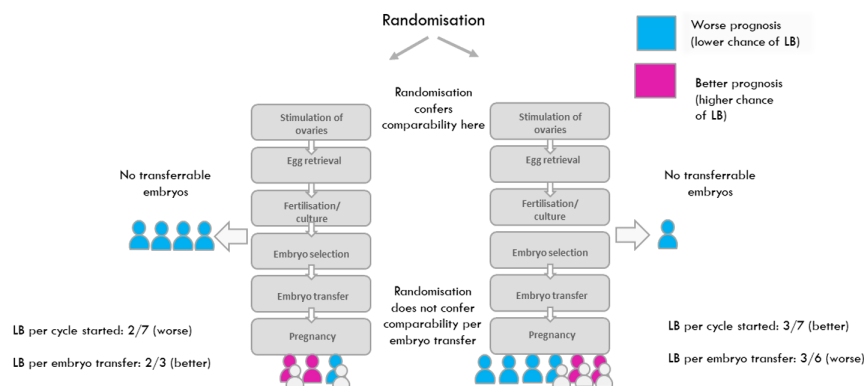 Randomisation
Worse prognosis
(lower chance of LB)
Better prognosis
(higher chance
of LB)
Randomisation
confers
comparability here
Stimulation of
ovaries
Egg retrieval
Fertilisation/
culture
Embryo selection
Embryo transfer
Pregnancy
Stimulation of
ovaries
Egg retrieval
Fertilisation/
culture
Embryo selection
Embryo transfer
Pregnancy
No transferrable
embryos
No transferrable
embryos
Randomisation
does not confer
comparability per
embryo transfer
LB per cycle started: 2/7 (worse)
LB per embryo transfer: 2/3 (better)
LB per cycle started: 3/7 (better)
LB per embryo transfer: 3/6 (worse)